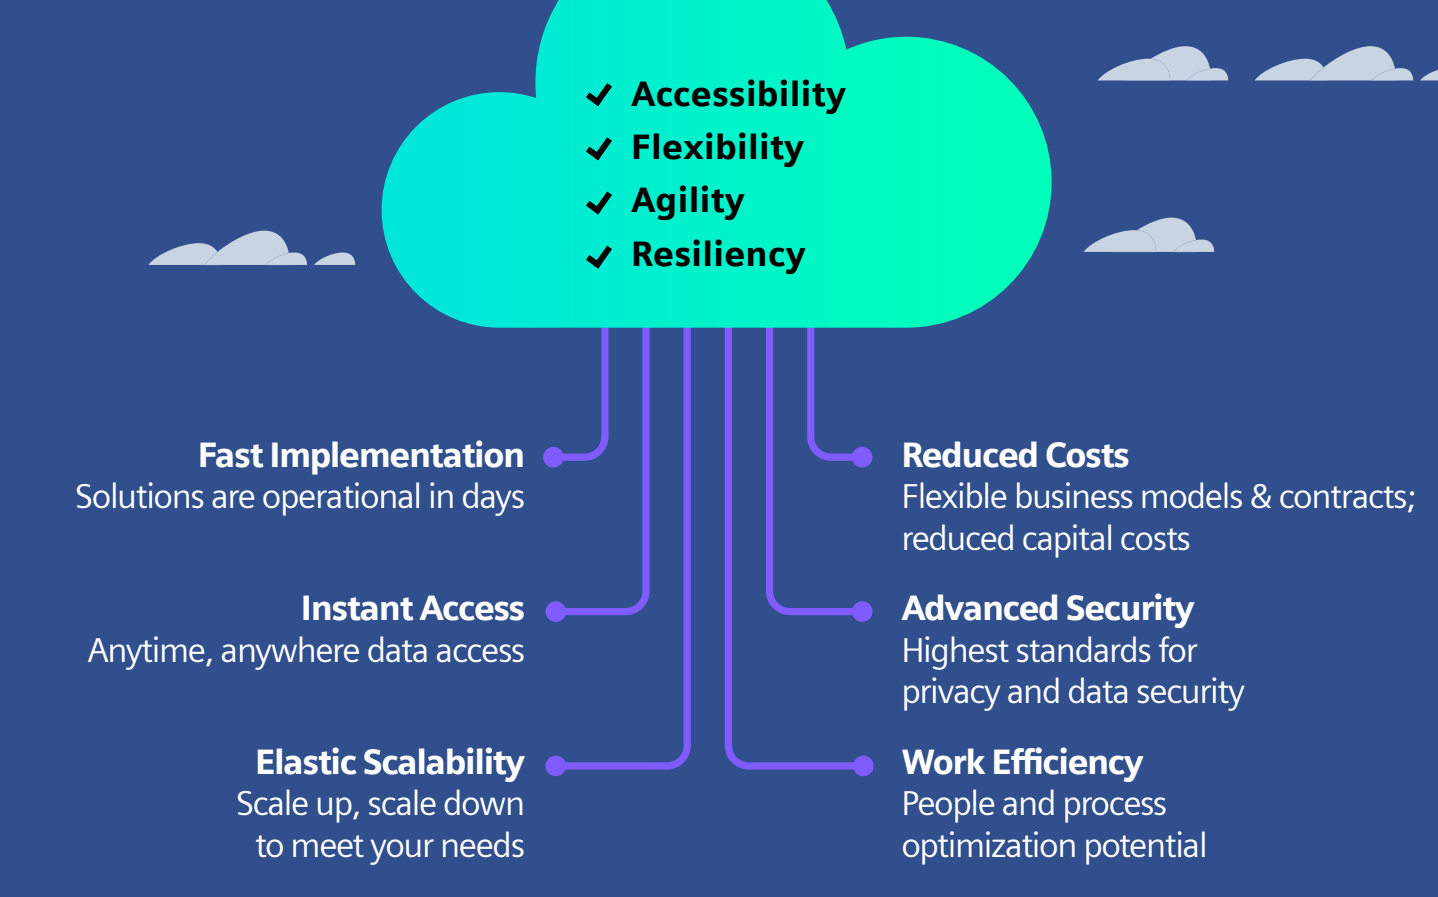 Accessibility
Flexibility
Agility
Resiliency
Fast Implementation
Solutions are operational in days
Instant Access
Anytime, anywhere data access
Elastic Scalability
Scale up, scale down
to meet your needs
Reduced Costs
Flexible business models & contracts;
reduced capital costs
Advanced Security
Highest standards for
privacy and data security
Work Efficiency
People and process
optimization potential